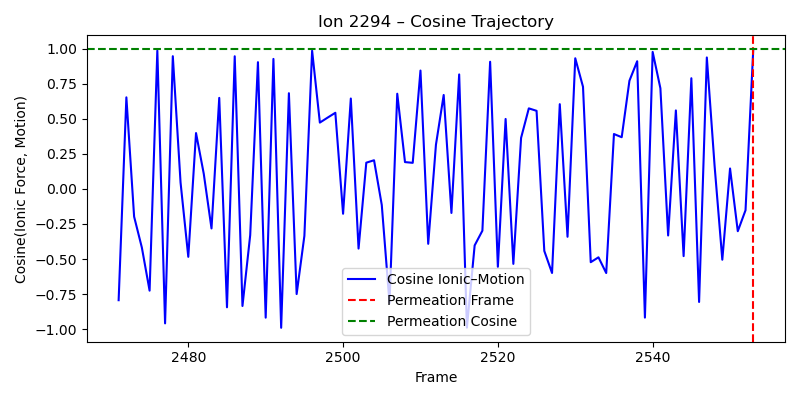 Ion 2294 – Cosine Trajectory
Cosine(Ionic Force, Motion)
1.00
0.75
0.50
0.25
0.00
−0.25
−0.50
−0.75
−1.00
Cosine Ionic–Motion
Permeation Frame
Permeation Cosine
2480
2500
2520
2540
Frame